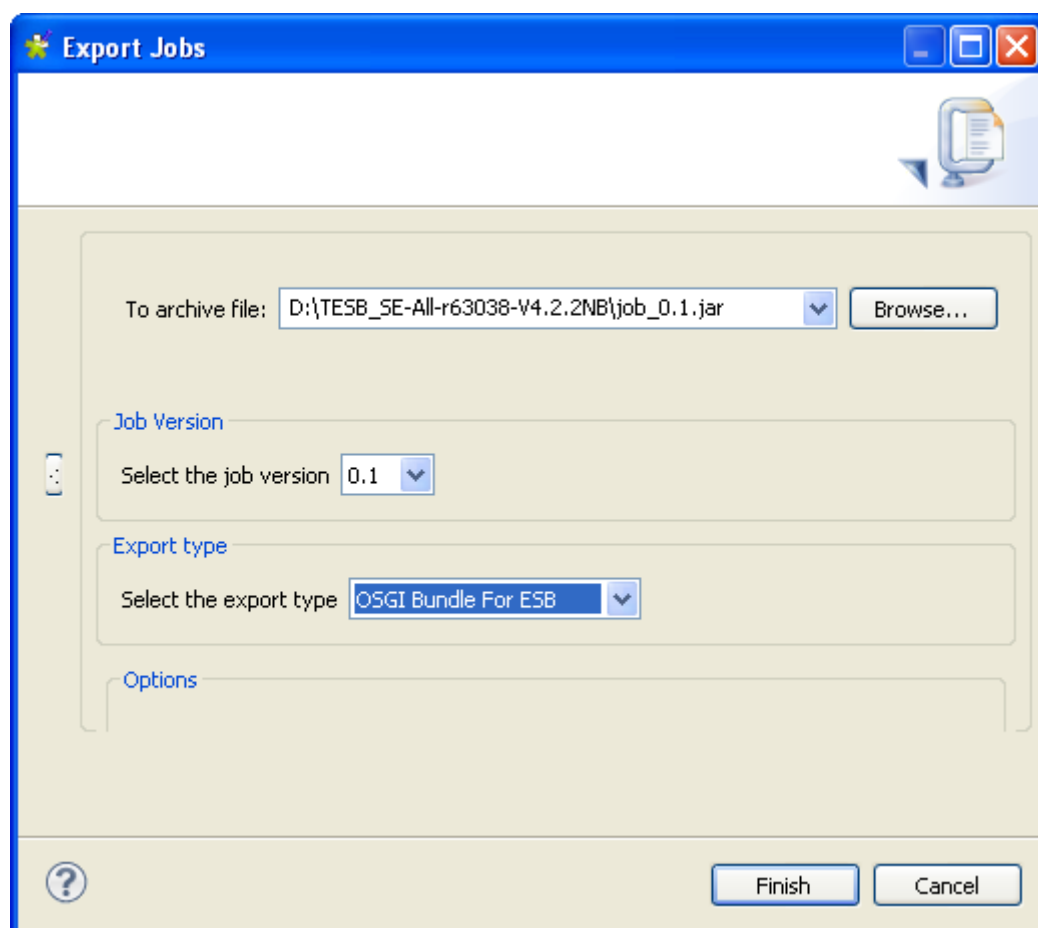 Export Jobs
To archive file: D:\TESB_SE-All-r63038-V4.2.2NB\job_0.1.jar Browse...
Job Version
Select the job version 0.1
Export type
Select the export type OSGI Bundle For ESB
Options
Finish Cancel